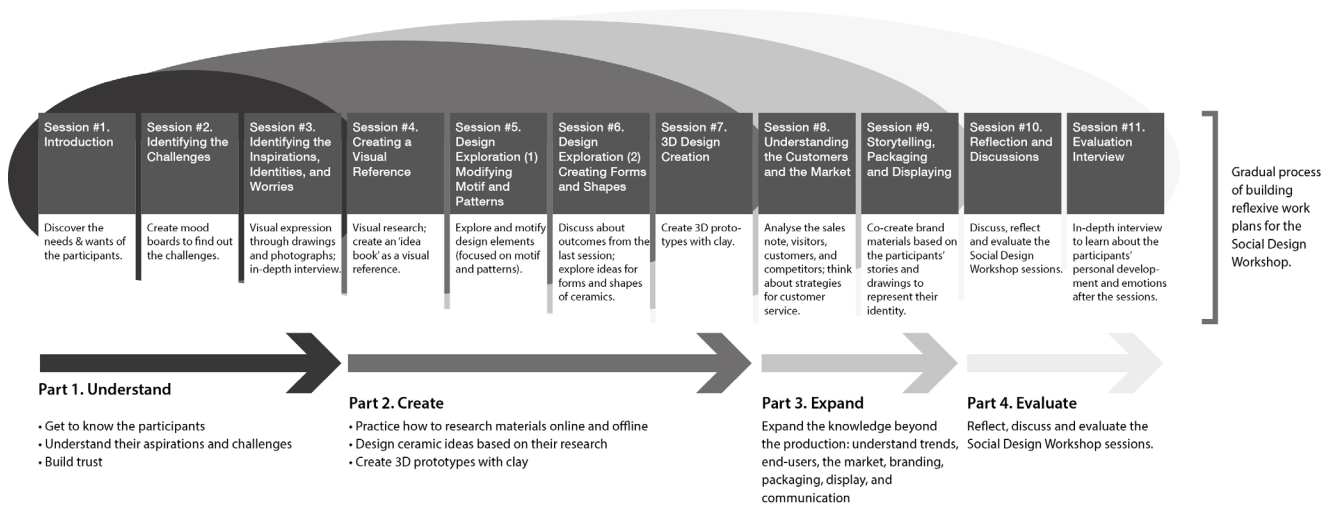 Session #1.
Introduction
Discover the
needs & wants of
the participants.
Session #2.
Identifying the
Challenges
Create mood
boards to find out
the challenges.
Session #3.
Identifying the
Inspirations,
Identities, and
Worries
Visual expression
through drawings
and photographs;
in-depth interview.
Session #4.
Creating a
Visual
Reference
Visual research;
create an ‘idea
book’ as a visual
reference.
Session #5.
Design
Exploration (1)
Modifying
Motif and
Patterns
Explore and motify
design elements
(focused on motif
and patterns).
Session #6.
Design
Exploration (2)
Creating Forms
and Shapes
Discuss about
outcomes from the
last session;
explore ideas for
forms and shapes
of ceramics.
Session #7.
3D Design
Creation
Create 3D proto-
types with clay.
Session #8.
Understanding
the Customers
and the Market
Analyse the sales
note, visitors,
customers, and
competitors; think
about strategies
for customer
service.
Session #9.
Storytelling,
Packaging
and Displaying
Co-create brand
materials based on
the participants’
stories and
drawings to
represent their
identity.
Session #10.
Reflection and
Discussions
Discuss, reflect
and evaluate the
Social Design
Workshop sessions.
Session #11.
Evaluation
Interview
In-depth interview
to learn about the
participants’
personal develop-
ment and emotions
after the sessions.
Gradual process
of building
reflexive work
plans for the
Social Design
Workshop.
Part 1. Understand
• Get to know the participants
• Understand their aspirations and challenges
• Build trust
Part 2. Create
• Practice how to research materials online and offline
• Design ceramic ideas based on their research
• Create 3D prototypes with clay
Part 3. Expand
Expand the knowledge beyond
the production: understand trends,
end-users, the market, branding,
packaging, display, and
communication
Part 4. Evaluate
Reflect, discuss and evaluate the
Social Design Workshop sessions.